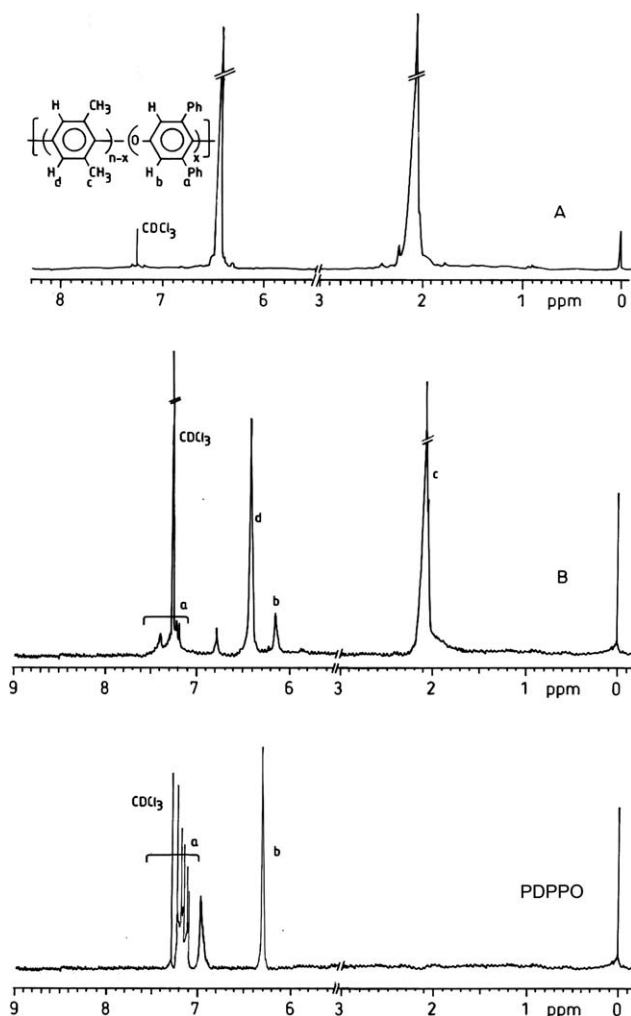 H CH₃ H Ph
O
n-x x
H CH₃ H Ph
d c b a
CDCl₃
A
8 7 6 3 2 1 ppm 0
CDCl₃
a
d
b
c
B
9 8 7 6 3 2 1 ppm 0
CDCl₃
a
b
PDPPO
9 8 7 6 3 2 1 ppm 0